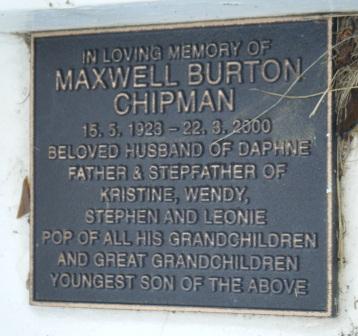 IN LOVING MEMORY OF
MAXWELL BURTON
CHIPMAN
15. 5. 1923 - 22. 3. 2000
BELOVED HUSBAND OF DAPHNE
FATHER & STEPFATHER OF
KRISTINE, WENDY,
STEPHEN AND LEONIE
POP OF ALL HIS GRANDCHILDREN
AND GREAT GRANDCHILDREN
YOUNGEST SON OF THE ABOVE